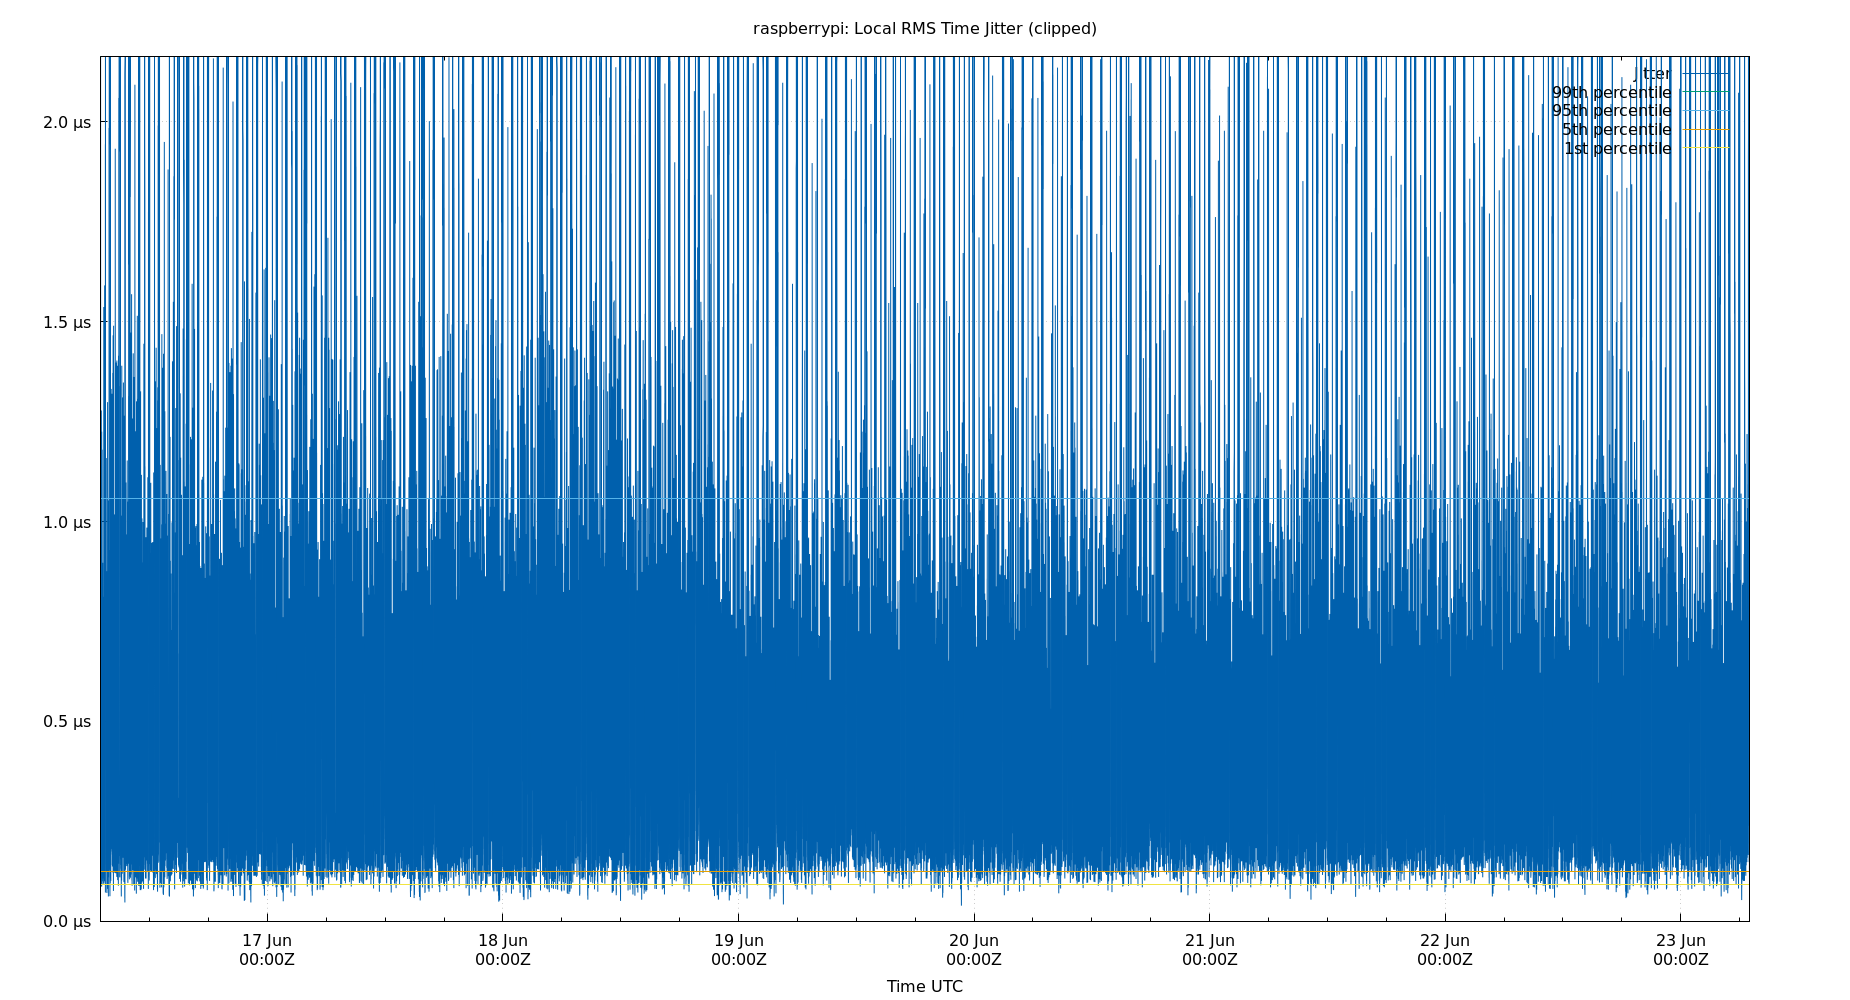 raspberrypi: Local RMS Time Jitter (clipped)
Jitter
99th percentile
95th percentile
5th percentile
1st percentile
2.0 µs
1.5 µs
1.0 µs
0.5 µs
0.0 µs
17 Jun 18 Jun 19 Jun 20 Jun 21 Jun 22 Jun 23 Jun
00:00Z 00:00Z 00:00Z 00:00Z 00:00Z 00:00Z 00:00Z
Time UTC